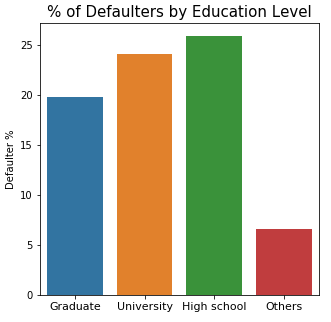 % of Defaulters by Education Level
Defaulter %
25
20
15
10
5
0
Graduate University High school Others